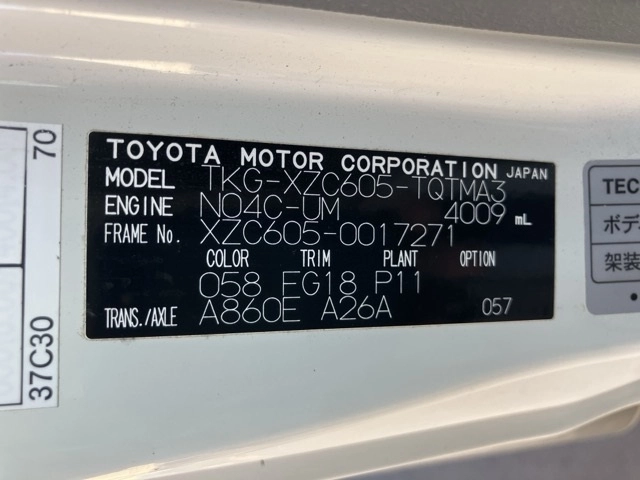 TOYOTA MOTOR CORPORATION JAPAN
MODEL TKG-XZC605-TQTMA3
ENGINE N04C-UM 4009 mL
FRAME No. XZC605-0017271
COLOR TRIM PLANT OPTION
058 FG18 P11
TRANS./AXLE A860E A26A 057
70
37C30
TEC
ボデ
架装